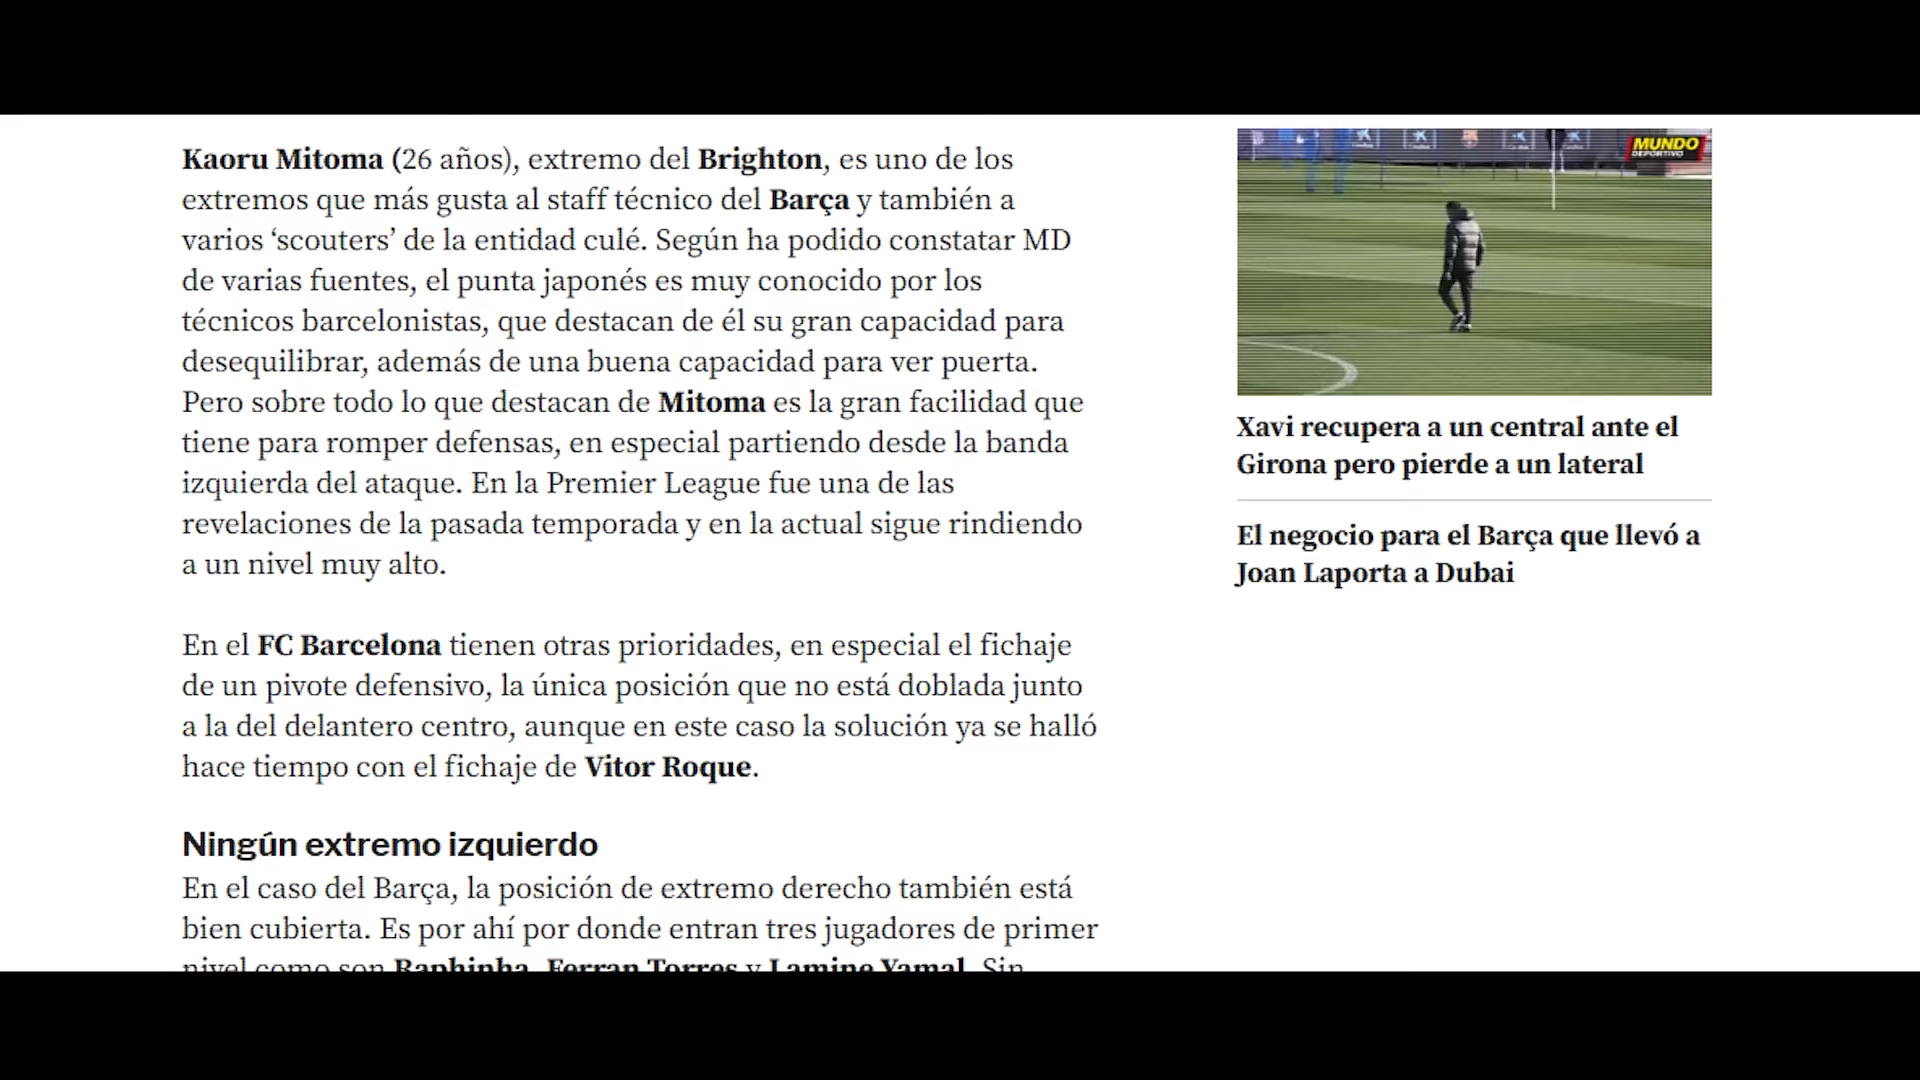 Kaoru Mitoma (26 años), extremo del Brighton, es uno de los
extremos que más gusta al staff técnico del Barça y también a
varios ‘scouters’ de la entidad culé. Según ha podido constatar MD
de varias fuentes, el punta japonés es muy conocido por los
técnicos barcelonistas, que destacan de él su gran capacidad para
desequilibrar, además de una buena capacidad para ver puerta.
Pero sobre todo lo que destacan de Mitoma es la gran facilidad que
tiene para romper defensas, en especial partiendo desde la banda
izquierda del ataque. En la Premier League fue una de las
revelaciones de la pasada temporada y en la actual sigue rindiendo
a un nivel muy alto.
En el FC Barcelona tienen otras prioridades, en especial el fichaje
de un pivote defensivo, la única posición que no está doblada junto
a la del delantero centro, aunque en este caso la solución ya se halló
hace tiempo con el fichaje de Vitor Roque.
Ningún extremo izquierdo
En el caso del Barça, la posición de extremo derecho también está
bien cubierta. Es por ahí por donde entran tres jugadores de primer
nivel como son Raphinha, Ferran Torres y Lamine Yamal. Sin
MUNDO
DEPORTIVO
Xavi recupera a un central ante el
Girona pero pierde a un lateral
El negocio para el Barça que llevó a
Joan Laporta a Dubai